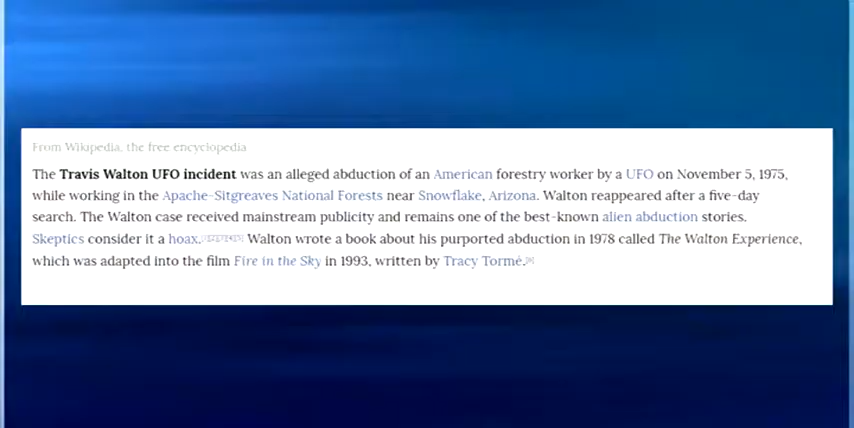 From Wikipedia, the free encyclopedia
The Travis Walton UFO incident was an alleged abduction of an American forestry worker by a UFO on November 5, 1975,
while working in the Apache–Sitgreaves National Forests near Snowflake, Arizona. Walton reappeared after a five-day
search. The Walton case received mainstream publicity and remains one of the best-known alien abduction stories.
Skeptics consider it a hoax. Walton wrote a book about his purported abduction in 1978 called The Walton Experience,
which was adapted into the film Fire in the Sky in 1993, written by Tracy Tormé.